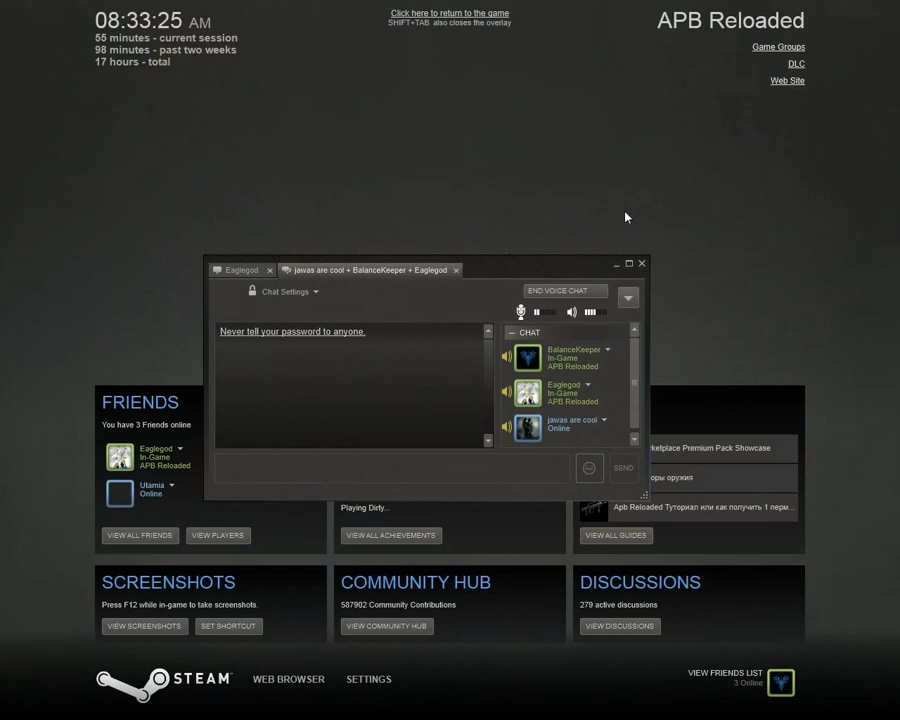 08:33:25 AM
55 minutes - current session
98 minutes - past two weeks
17 hours - total
Click here to return to the game
SHIFT+TAB also closes the overlay
APB Reloaded
Game Groups
DLC
Web Site
Eaglegod
jawas are cool + BalanceKeeper + Eaglegod
Chat Settings
END VOICE CHAT
Never tell your password to anyone.
CHAT
BalanceKeeper
In-Game
APB Reloaded
Eaglegod
In-Game
APB Reloaded
jawas are cool
Online
SEND
FRIENDS
You have 3 Friends online
Eaglegod
In-Game
APB Reloaded
Utamia
Online
VIEW ALL FRIENDS
VIEW PLAYERS
Playing Dirty...
VIEW ALL ACHIEVEMENTS
Premium Pack Showcase
оружия
Apb Reloaded Туториал или как получить 1 перм...
VIEW ALL GUIDES
SCREENSHOTS
Press F12 while in-game to take screenshots.
VIEW SCREENSHOTS
SET SHORTCUT
COMMUNITY HUB
587902 Community Contributions
VIEW COMMUNITY HUB
DISCUSSIONS
279 active discussions
VIEW DISCUSSIONS
STEAM
WEB BROWSER
SETTINGS
VIEW FRIENDS LIST
3 Online